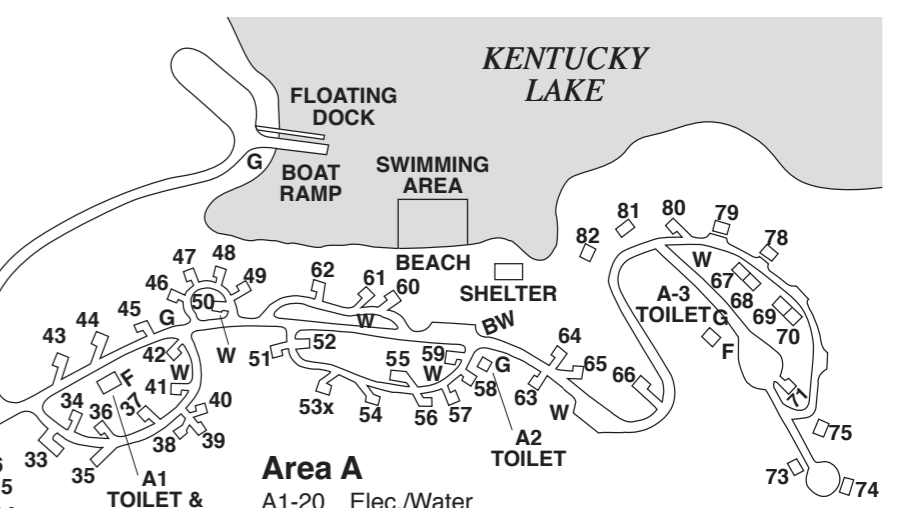 KENTUCKY
LAKE
FLOATING
DOCK
G
BOAT
RAMP
SWIMMING
AREA
BEACH
SHELTER
82
81
80
79
78
W
67
68
69
70
A-3
TOILET
G
F
71
75
73
74
47
48
46
49
50
45
G
44
43
42
W
41
F
W
34
36
37
40
39
38
33
35
A1
TOILET &
62
61
60
W
BW
51
52
55
59
W
G
58
53x
54
56
57
64
65
63
66
W
A2
TOILET
5
Area A
A1-20 Elec./Water